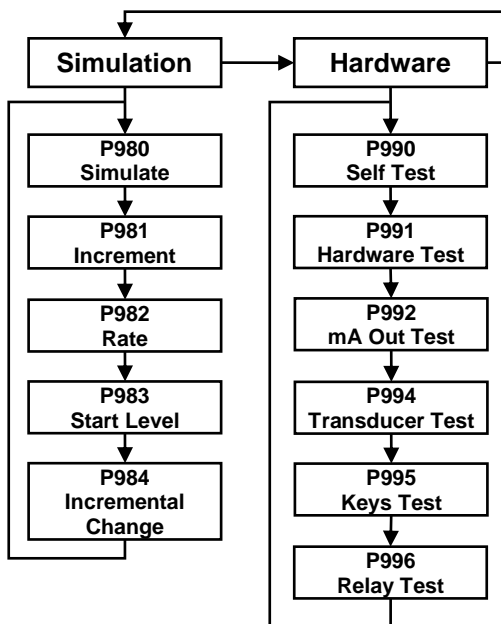 Simulation
Hardware
P980
Simulate
P981
Increment
P982
Rate
P983
Start Level
P984
Incremental
Change
P990
Self Test
P991
Hardware Test
P992
mA Out Test
P994
Transducer Test
P995
Keys Test
P996
Relay Test